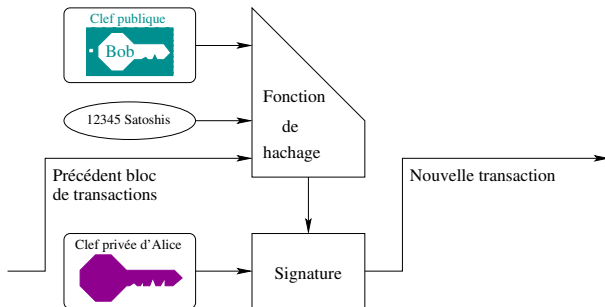 Clef publique
Bob
12345 Satoshis
Fonction
de
hachage
Précédent bloc
de transactions
Nouvelle transaction
Clef privée d'Alice
Signature